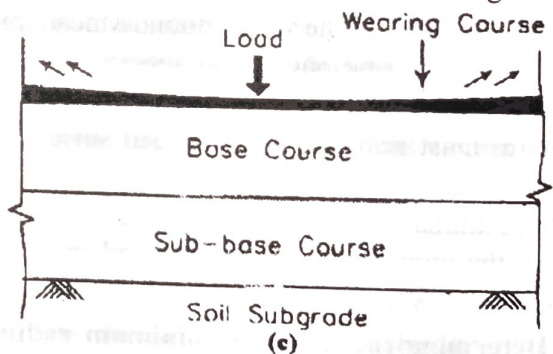 Load
Wearing Course
Base Course
Sub-base Course
Soil Subgrade
(c)